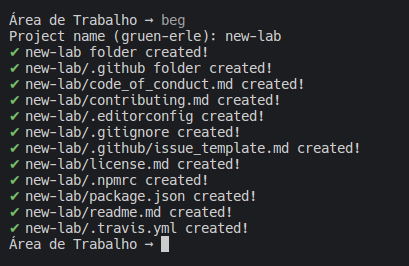 Área de Trabalho → beg
Project name (gruen-erle): new-lab
✔ new-lab folder created!
✔ new-lab/.github folder created!
✔ new-lab/code_of_conduct.md created!
✔ new-lab/contributing.md created!
✔ new-lab/.editorconfig created!
✔ new-lab/.gitignore created!
✔ new-lab/.github/issue_template.md created!
✔ new-lab/license.md created!
✔ new-lab/.npmrc created!
✔ new-lab/package.json created!
✔ new-lab/readme.md created!
✔ new-lab/.travis.yml created!
Área de Trabalho →